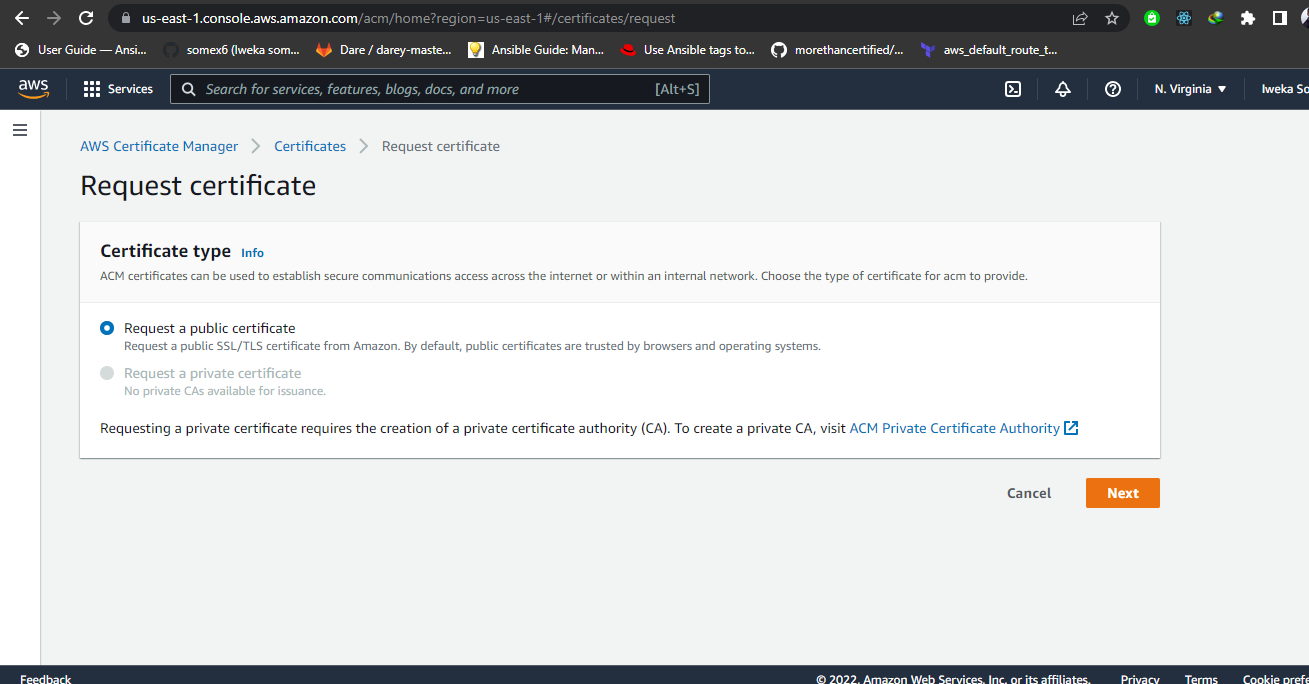 us-east-1.console.aws.amazon.com/acm/home?region=us-east-1#/certificates/request
User Guide — Ansi... somex6 (Iweka som... Dare / darey-maste... Ansible Guide: Man... Use Ansible tags to... morethancertified/... aws_default_route_t...
aws Services Search for services, features, blogs, docs, and more [Alt+S] N. Virginia Iweka So
AWS Certificate Manager Certificates Request certificate
Request certificate
Certificate type Info
ACM certificates can be used to establish secure communications access across the internet or within an internal network. Choose the type of certificate for acm to provide.
Request a public certificate
Request a public SSL/TLS certificate from Amazon. By default, public certificates are trusted by browsers and operating systems.
Request a private certificate
No private CAs available for issuance.
Requesting a private certificate requires the creation of a private certificate authority (CA). To create a private CA, visit ACM Private Certificate Authority
Cancel Next
Feedback © 2022, Amazon Web Services, Inc. or its affiliates. Privacy Terms Cookie prefe